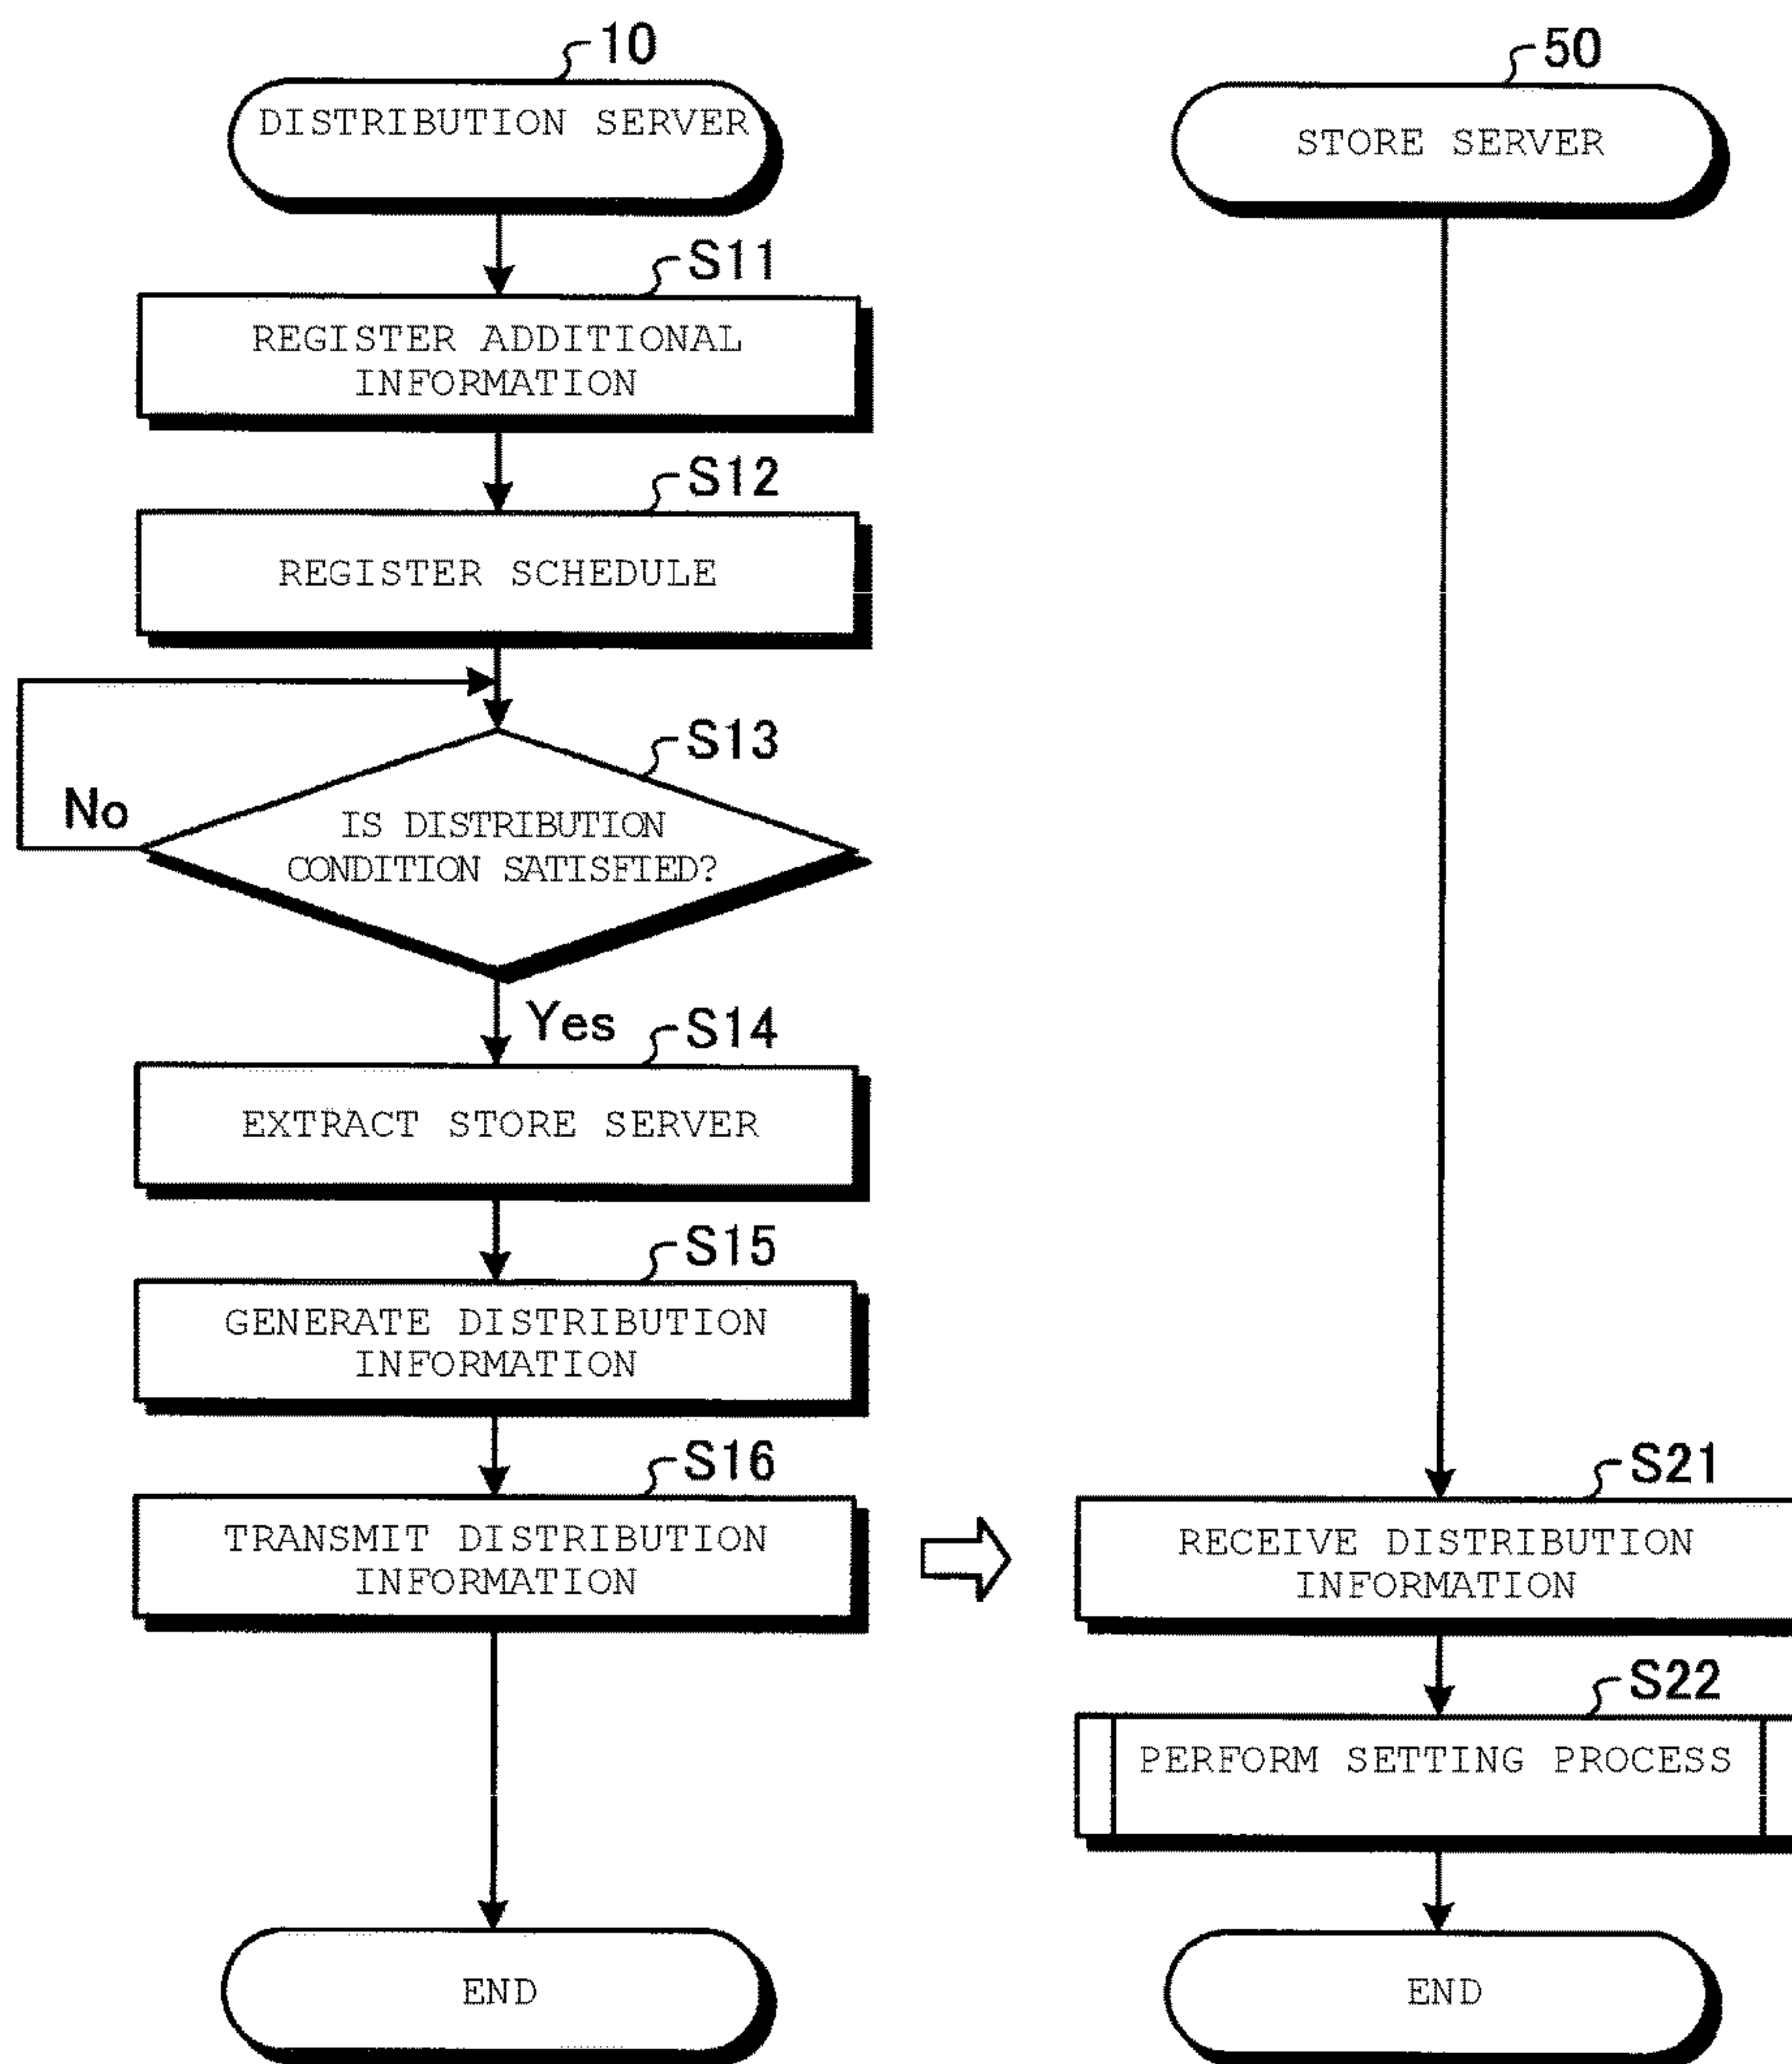 10
DISTRIBUTION SERVER
S11
REGISTER ADDITIONAL
INFORMATION
S12
REGISTER SCHEDULE
S13
No
IS DISTRIBUTION
CONDITION SATISFIED?
Yes
S14
EXTRACT STORE SERVER
S15
GENERATE DISTRIBUTION
INFORMATION
S16
TRANSMIT DISTRIBUTION
INFORMATION
END
50
STORE SERVER
S21
RECEIVE DISTRIBUTION
INFORMATION
S22
PERFORM SETTING PROCESS
END